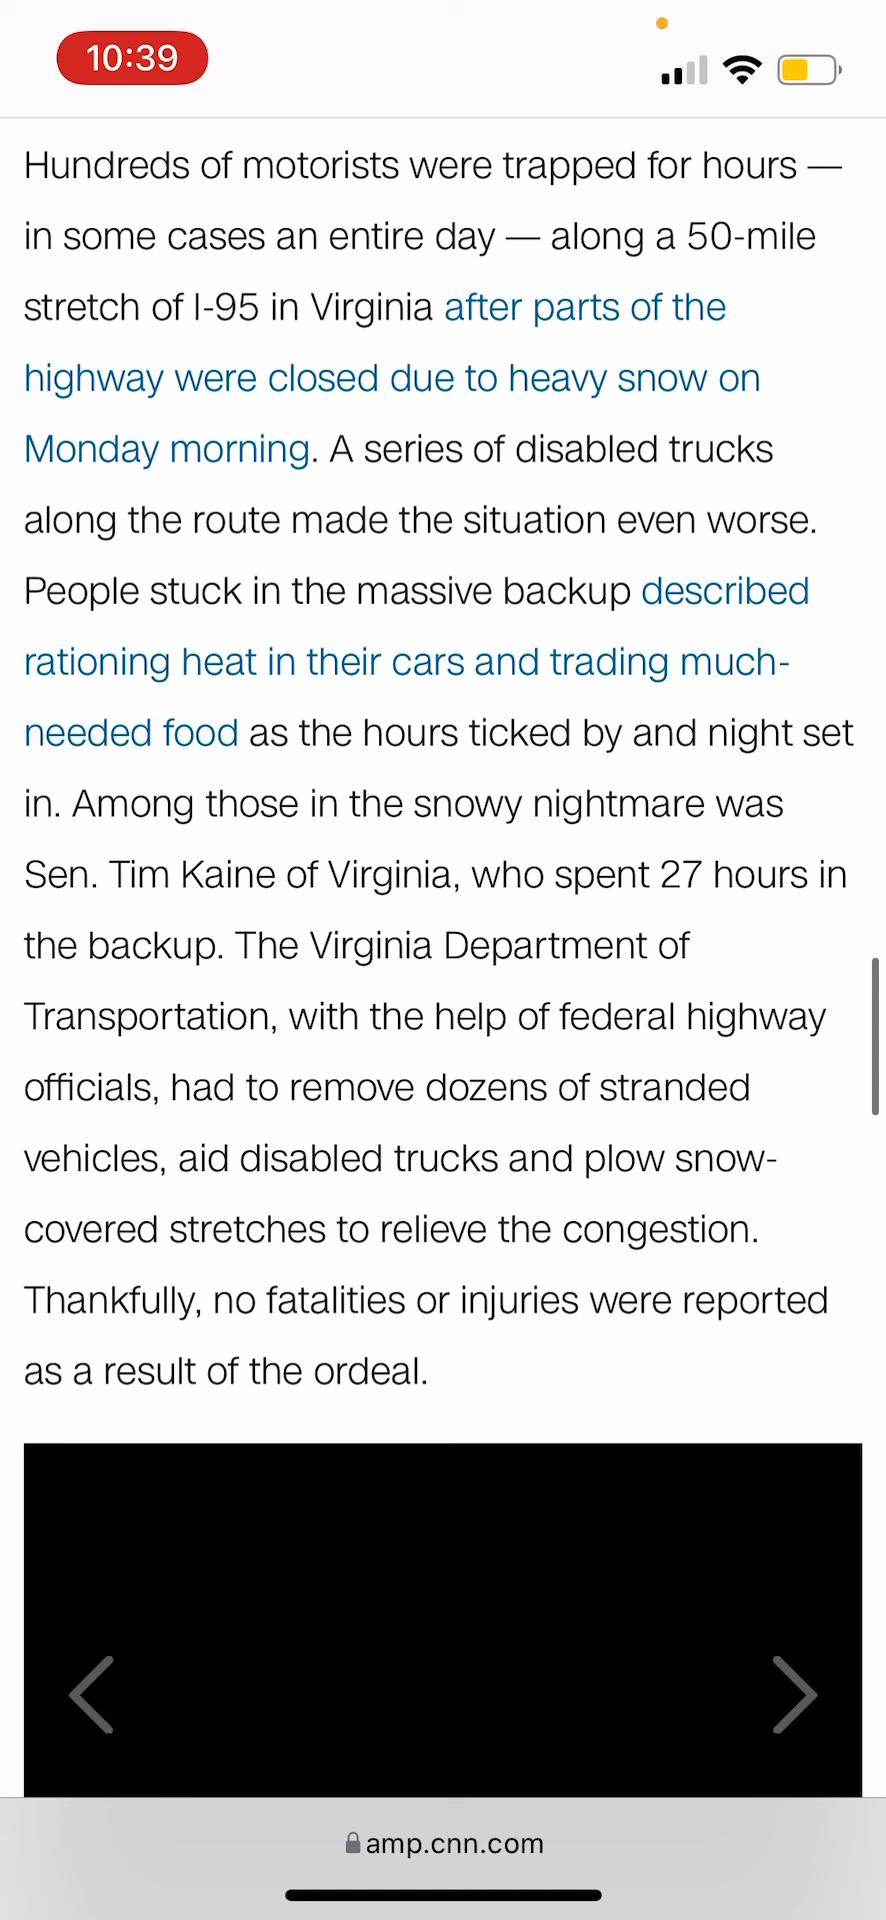 10:39
Hundreds of motorists were trapped for hours —
in some cases an entire day — along a 50-mile
stretch of I-95 in Virginia after parts of the
highway were closed due to heavy snow on
Monday morning. A series of disabled trucks
along the route made the situation even worse.
People stuck in the massive backup described
rationing heat in their cars and trading much-
needed food as the hours ticked by and night set
in. Among those in the snowy nightmare was
Sen. Tim Kaine of Virginia, who spent 27 hours in
the backup. The Virginia Department of
Transportation, with the help of federal highway
officials, had to remove dozens of stranded
vehicles, aid disabled trucks and plow snow-
covered stretches to relieve the congestion.
Thankfully, no fatalities or injuries were reported
as a result of the ordeal.
amp.cnn.com